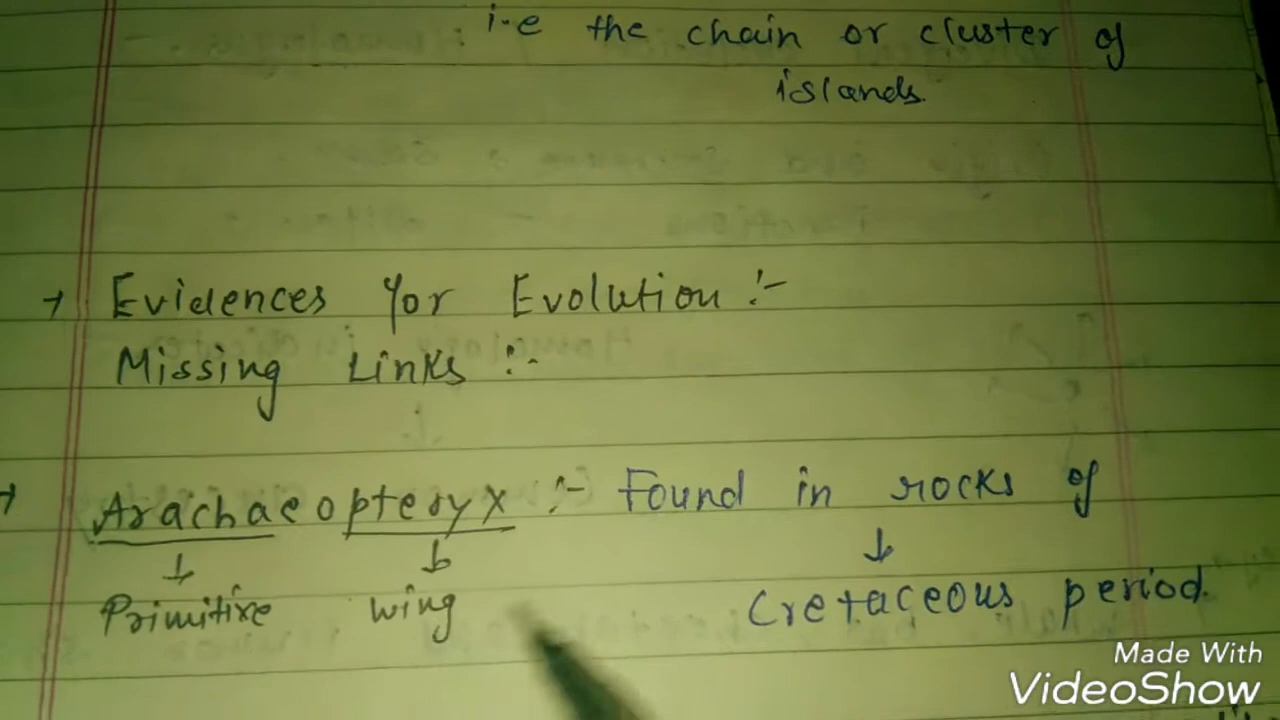 i.e the chain or cluster of
islands.
→ Evidences for Evolution :-
Missing Links :-
→ Arachaeopteryx :- Found in rocks of
↓ ↓ ↓
Primitive wing Cretaceous period.
Made With
VideoShow